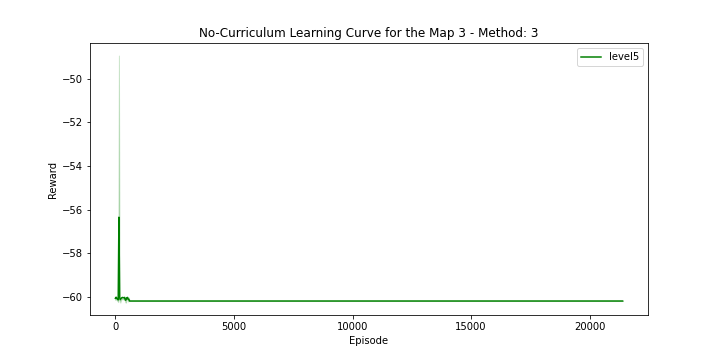 No-Curriculum Learning Curve for the Map 3 - Method: 3
level5
−50
−52
−54
−56
−58
−60
Reward
0
5000
10000
15000
20000
Episode